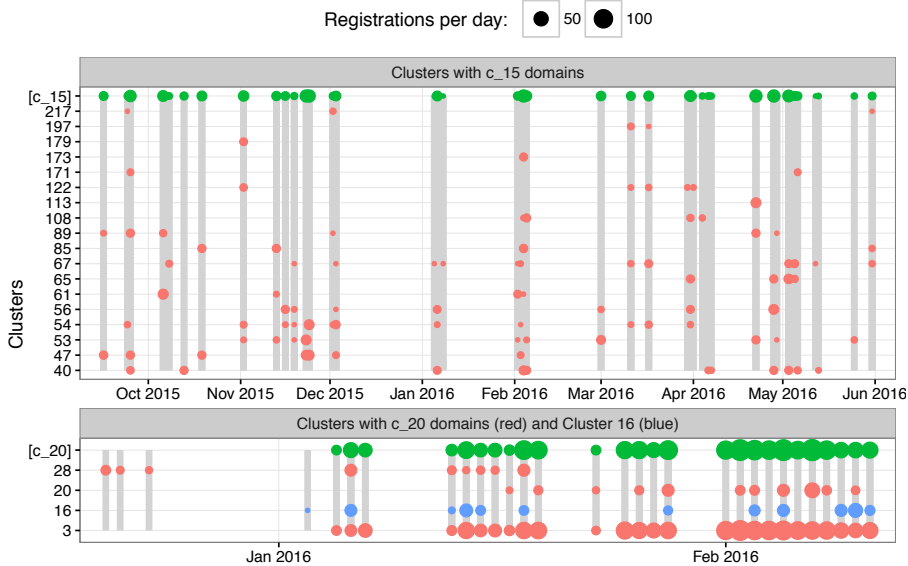 Registrations per day: 50 100
Clusters with c_15 domains
[c_15]
217
197
179
173
171
122
113
108
89
85
67
65
61
56
54
53
47
40
Clusters
Oct 2015 Nov 2015 Dec 2015 Jan 2016 Feb 2016 Mar 2016 Apr 2016 May 2016 Jun 2016
Clusters with c_20 domains (red) and Cluster 16 (blue)
[c_20]
28
20
16
3
Jan 2016 Feb 2016